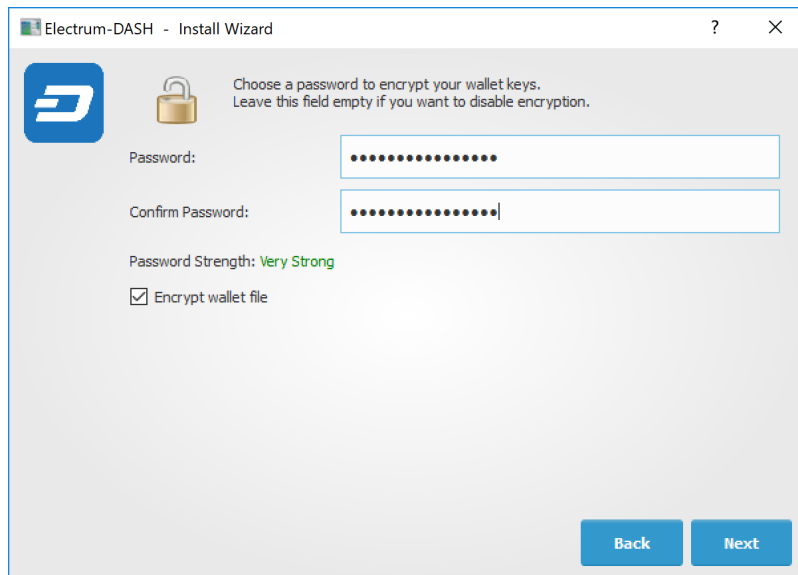 Electrum-DASH - Install Wizard
Choose a password to encrypt your wallet keys.
Leave this field empty if you want to disable encryption.
Password: ●●●●●●●●●●●●●●●●
Confirm Password: ●●●●●●●●●●●●●●●●
Password Strength: Very Strong
Encrypt wallet file
Back Next